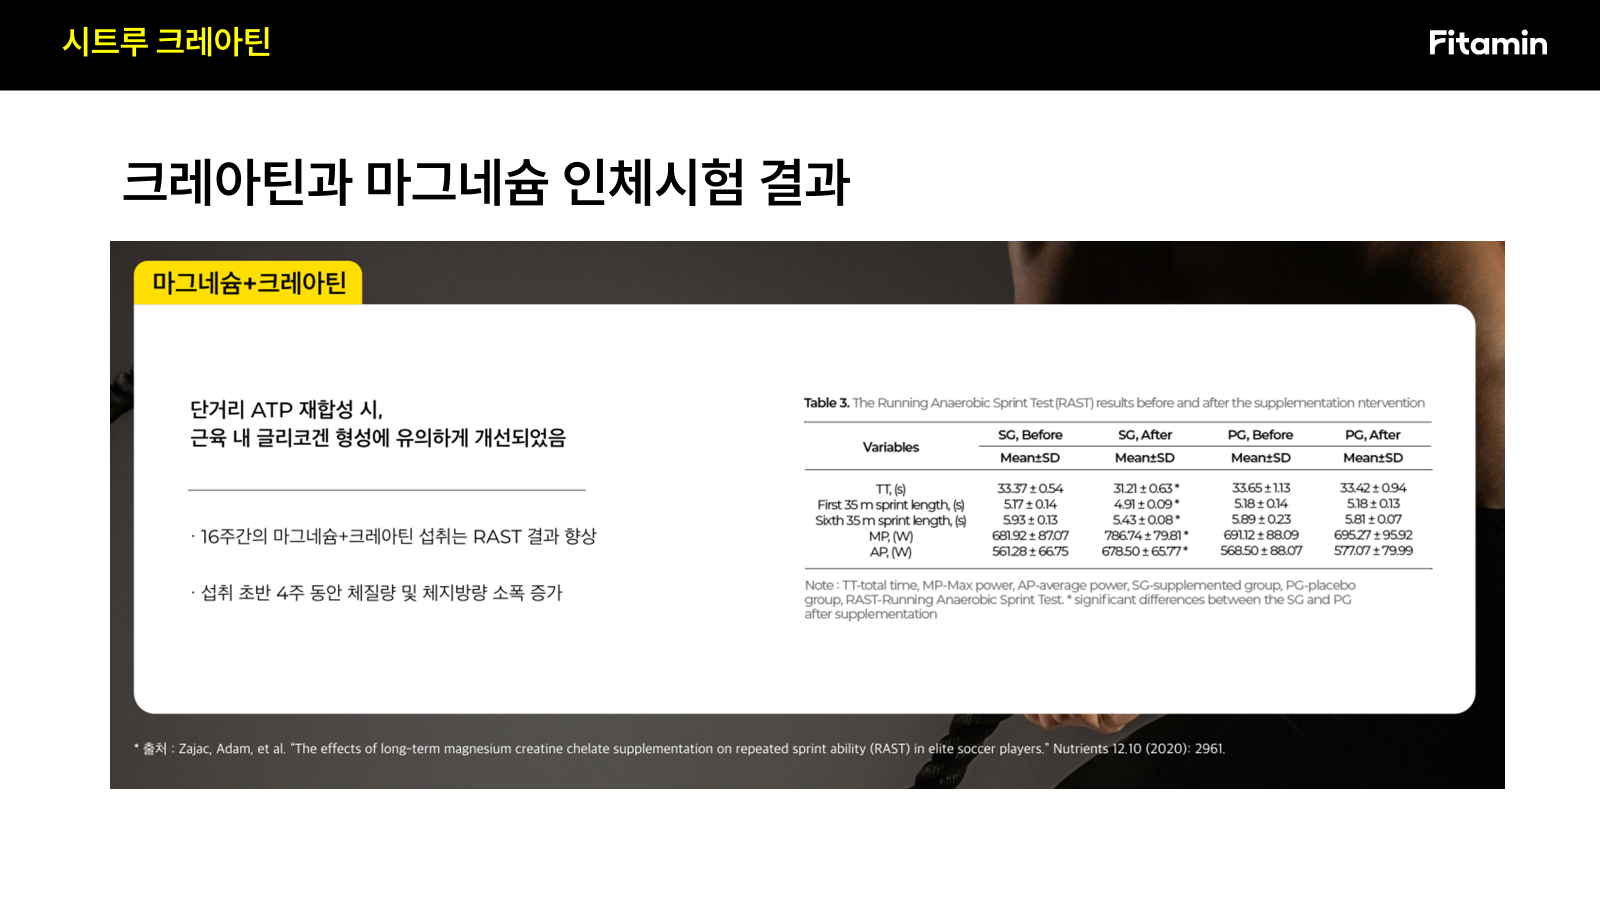 시트루 크레아틴
Fitamin
크레아틴과 마그네슘 인체시험 결과
마그네슘+크레아틴
단거리 ATP 재합성 시,
근육 내 글리코겐 형성에 유의하게 개선되었음
· 16주간의 마그네슘+크레아틴 섭취는 RAST 결과 향상
· 섭취 초반 4주 동안 체질량 및 체지방량 소폭 증가
Table 3. The Running Anaerobic Sprint Test (RAST) results before and after the supplementation ntervention
Variables SG, Before SG, After PG, Before PG, After
Mean±SD Mean±SD Mean±SD Mean±SD
TT, (s) 33.37 ± 0.54 31.21 ± 0.63 * 33.65 ± 1.13 33.42 ± 0.94
First 35 m sprint length, (s) 5.17 ± 0.14 4.91 ± 0.09 * 5.18 ± 0.14 5.18 ± 0.13
Sixth 35 m sprint length, (s) 5.93 ± 0.13 5.43 ± 0.08 * 5.89 ± 0.23 5.81 ± 0.07
MP, (W) 681.92 ± 87.07 786.74 ± 79.81 * 691.12 ± 88.09 695.27 ± 95.92
AP, (W) 561.28 ± 66.75 678.50 ± 65.77 * 568.50 ± 88.07 577.07 ± 79.99
Note : TT-total time, MP-Max power, AP-average power, SG-supplemented group, PG-placebo
group, RAST-Running Anaerobic Sprint Test. * significant differences between the SG and PG
after supplementation
* 출처 : Zajac, Adam, et al. "The effects of long-term magnesium creatine chelate supplementation on repeated sprint ability (RAST) in elite soccer players." Nutrients 12.10 (2020): 2961.